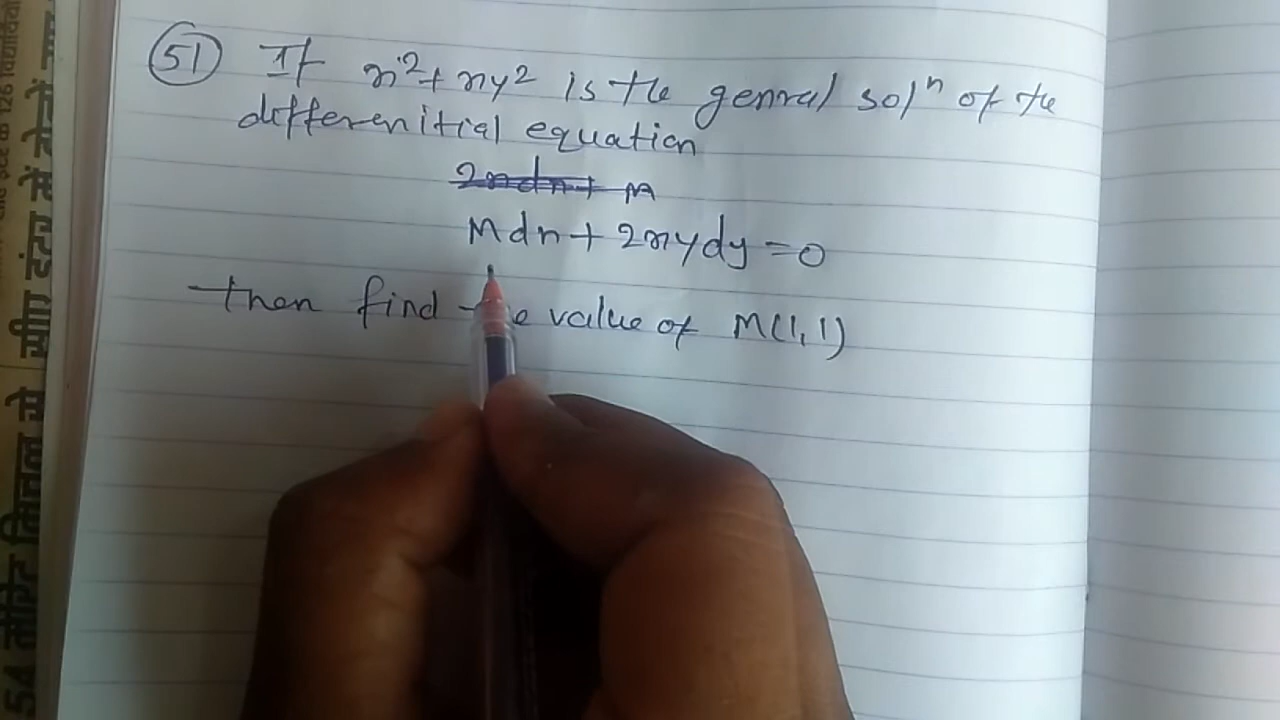 51 If x²+xy² is the genral solⁿ of the
differenitial equation
Mdx+2xydy=0
then find value of M(1,1)